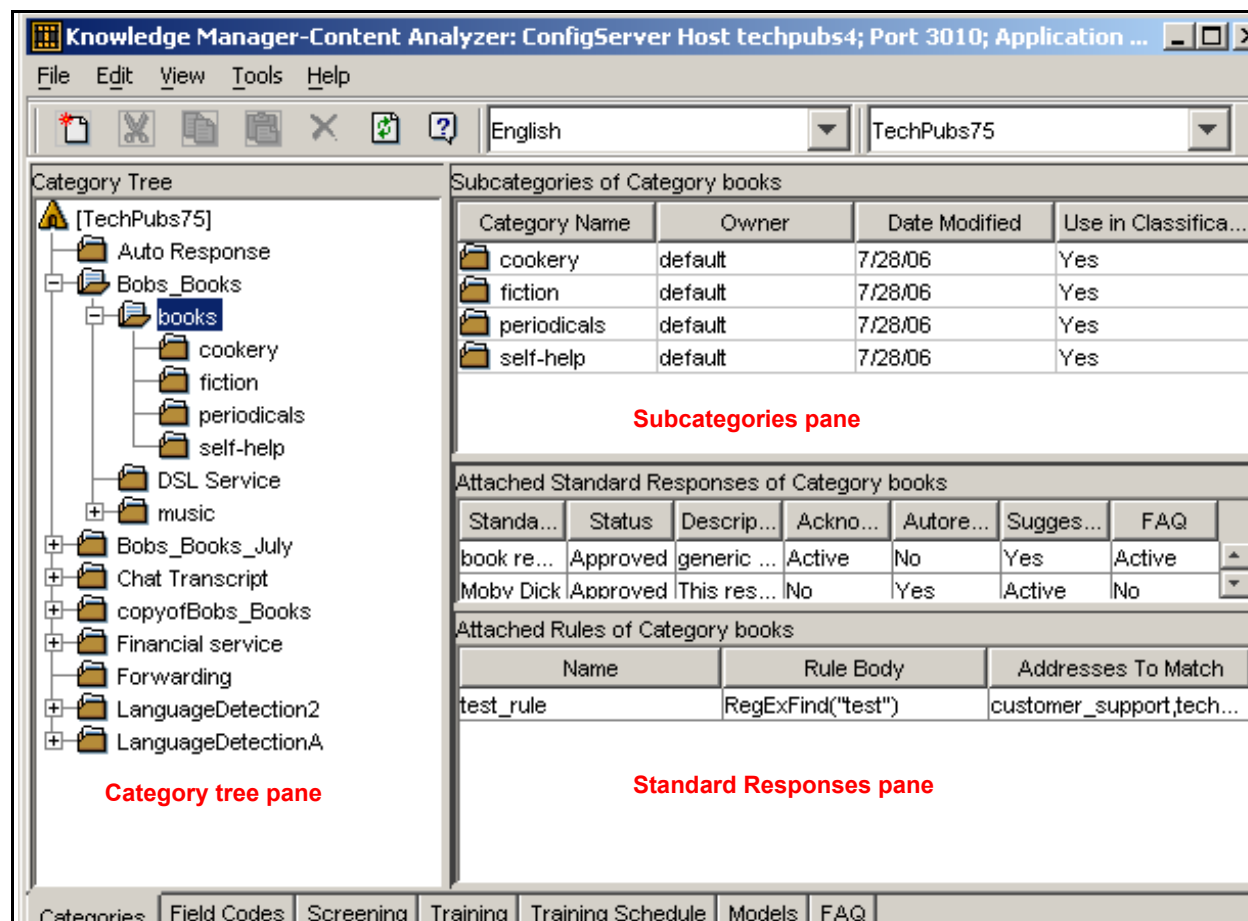 Knowledge Manager-Content Analyzer: ConfigServer Host techpubs4; Port 3010; Application ...
File Edit View Tools Help
English TechPubs75
Category Tree
[TechPubs75]
Auto Response
Bobs_Books
books
cookery
fiction
periodicals
self-help
DSL Service
music
Bobs_Books_July
Chat Transcript
copyofBobs_Books
Financial service
Forwarding
LanguageDetection2
LanguageDetectionA
Category tree pane
Subcategories of Category books
Category Name Owner Date Modified Use in Classifica...
cookery default 7/28/06 Yes
fiction default 7/28/06 Yes
periodicals default 7/28/06 Yes
self-help default 7/28/06 Yes
Subcategories pane
Attached Standard Responses of Category books
Standa... Status Descrip... Ackno... Autore... Sugges... FAQ
book re... Approved generic ... Active No Yes Active
Moby Dick Approved This res... No Yes Active No
Attached Rules of Category books
Name Rule Body Addresses To Match
test_rule RegExFind("test") customer_support,tech...
Standard Responses pane
Categories Field Codes Screening Training Training Schedule Models FAQ